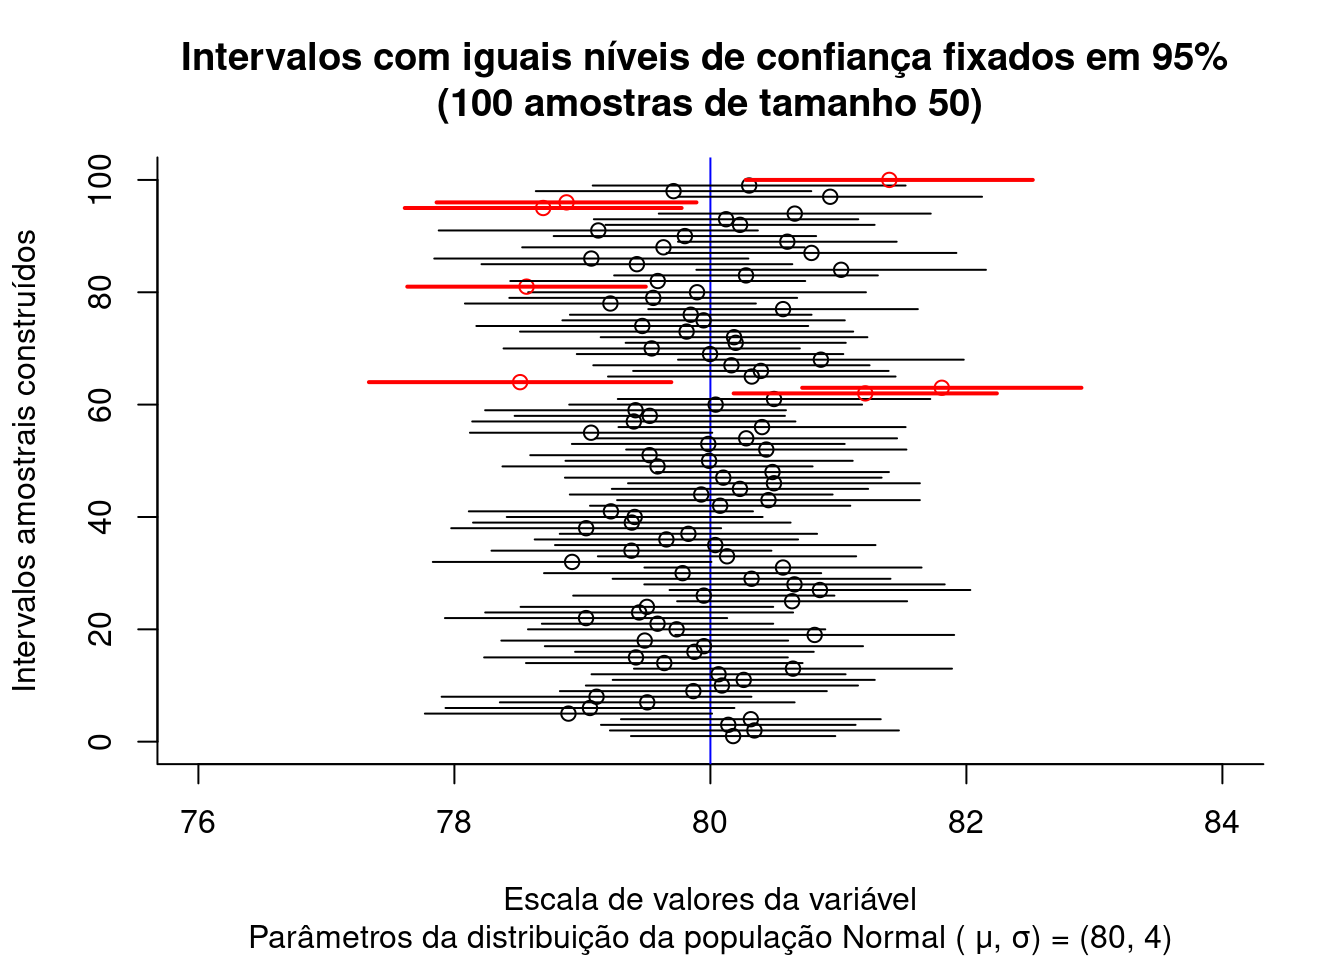 Intervalos com iguais níveis de confiança fixados em 95%
(100 amostras de tamanho 50)
Intervalos amostrais construídos
100
80
60
40
20
0
76 78 80 82 84
Escala de valores da variável
Parâmetros da distribuição da população Normal ( μ, σ) = (80, 4)